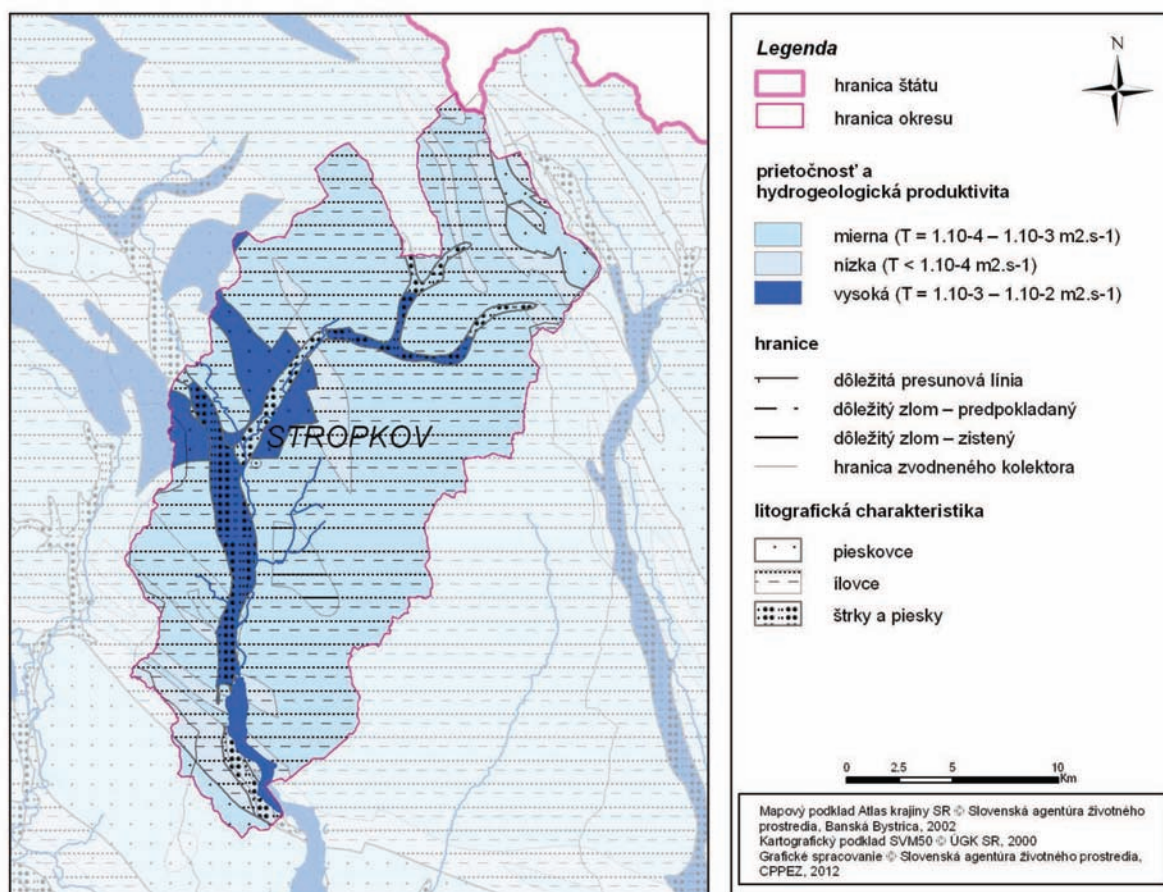 STROPKOV
Legenda
N
hranica štátu
hranica okresu
prietočnosť a
hydrogeologická produktivita
mierna (T = 1.10-4 – 1.10-3 m2.s-1)
nízka (T < 1.10-4 m2.s-1)
vysoká (T = 1.10-3 – 1.10-2 m2.s-1)
hranice
dôležitá presunová línia
dôležitý zlom – predpokladaný
dôležitý zlom – zistený
hranica zvodneného kolektora
litografická charakteristika
pieskovce
ílovce
štrky a piesky
0 2.5 5 10
Km
Mapový podklad Atlas krajiny SR © Slovenská agentúra životného
prostredia, Banská Bystrica, 2002
Kartografický podklad SVM50 © ÚGK SR, 2000
Grafické spracovanie © Slovenská agentúra životného prostredia,
CPPEZ, 2012